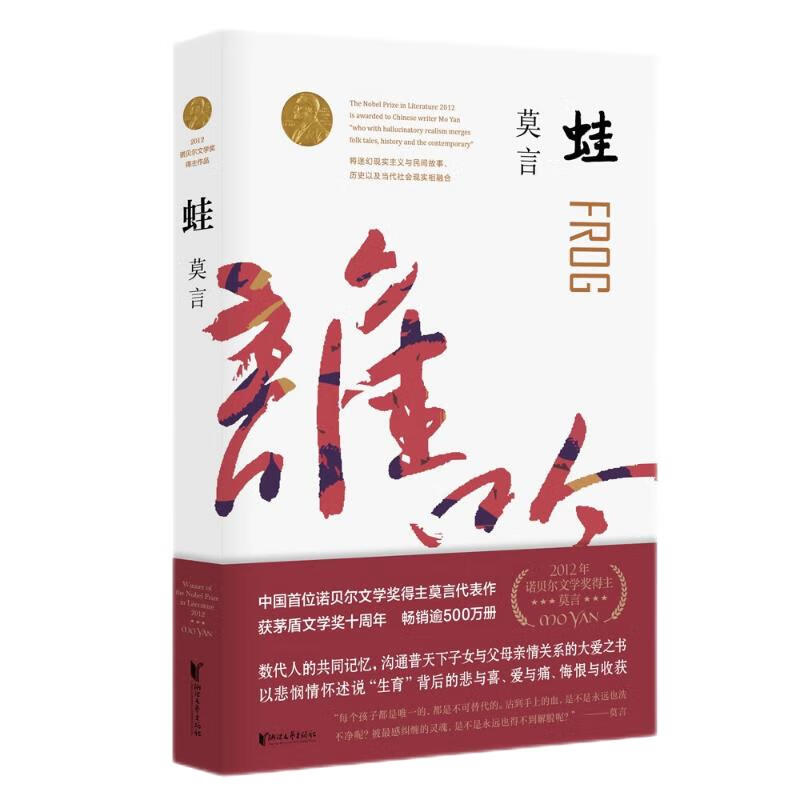 2012
诺贝尔文学奖
得主作品
蛙
莫言
Winner of
the Nobel Prize
in Literature
2012
MO YAN
浙江文艺出版社
The Nobel Prize in Literature 2012
is awarded to Chinese writer Mo Yan
"who with hallucinatory realism merges
folk tales, history and the contemporary"
将迷幻现实主义与民间故事、
历史以及当代社会现实相融合
蛙
莫言
FROG
中国首位诺贝尔文学奖得主莫言代表作
获茅盾文学奖十周年 畅销逾500万册
2012年
诺贝尔文学奖得主
莫言
MO YAN
数代人的共同记忆，沟通普天下子女与父母亲情关系的大爱之书
以悲悯情怀述说“生育”背后的悲与喜、爱与痛、悔恨与收获
“每个孩子都是唯一的，都是不可替代的。沾到手上的血，是不是永远也洗
不净呢？被最感纠缠的灵魂，是不是永远也得不到解脱呢？”——莫言